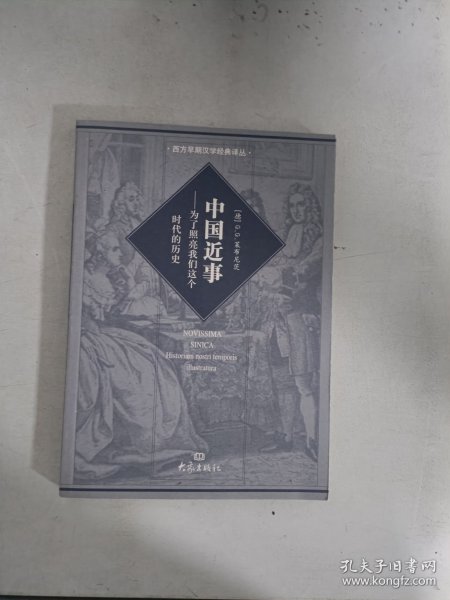 ·西方早期汉学经典译丛·
[德] G.G.莱布尼茨
中国近事
——为了照亮我们这个
时代的历史
NOVISSIMA
SINICA
Historiam nostri temporis
illustratura
大象出版社
孔夫子旧书网
www.kongfz.com